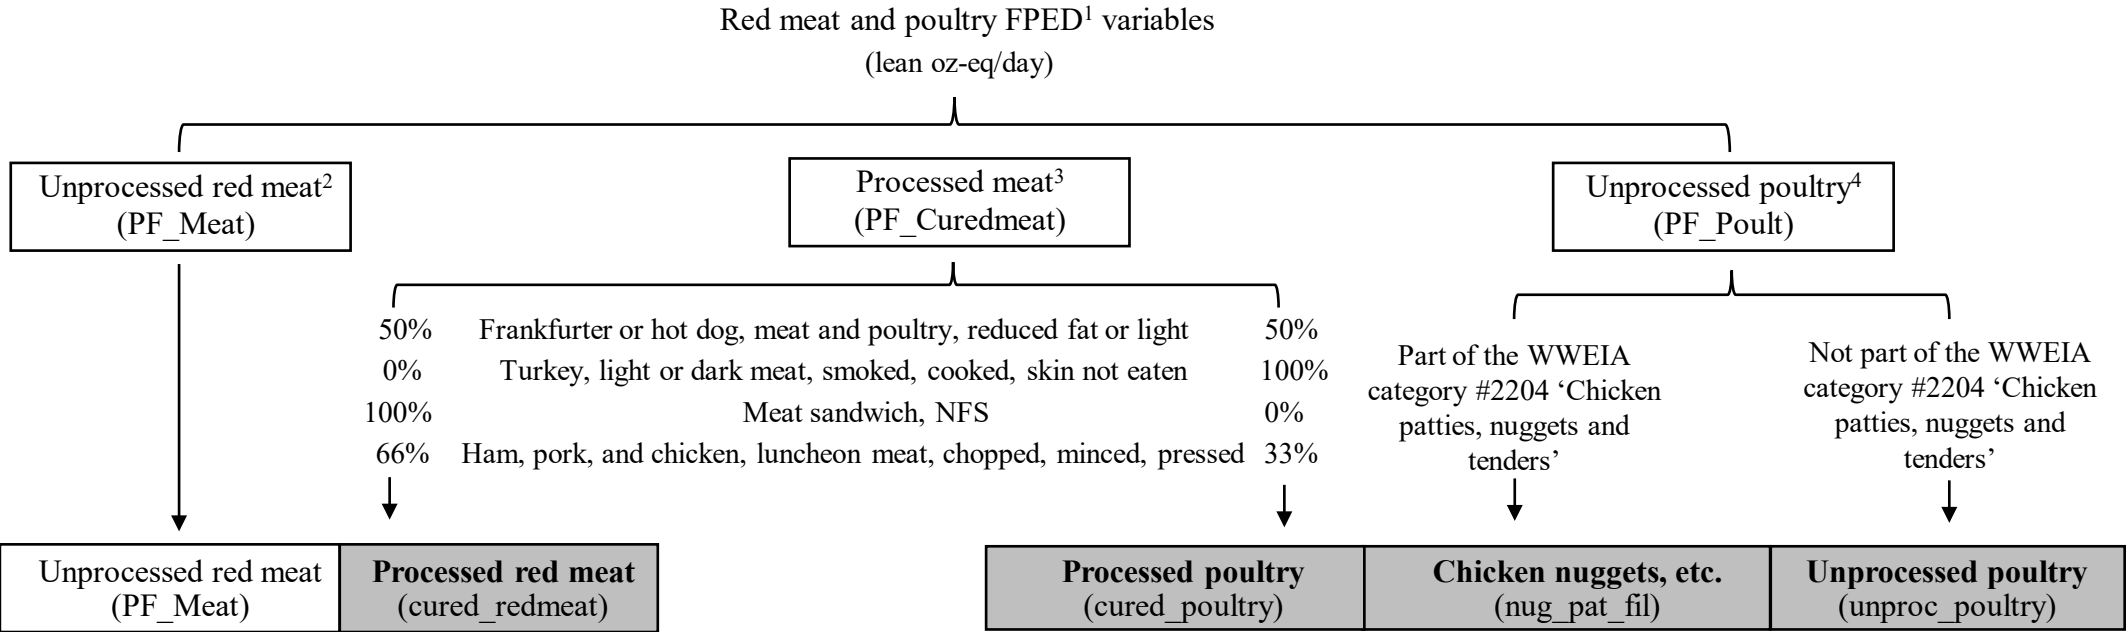 Red meat and poultry FPED¹ variables
(lean oz-eq/day)
Unprocessed red meat²
(PF_Meat)
Processed meat³
(PF_Curedmeat)
Unprocessed poultry⁴
(PF_Poult)
50% Frankfurter or hot dog, meat and poultry, reduced fat or light 50%
0% Turkey, light or dark meat, smoked, cooked, skin not eaten 100%
100% Meat sandwich, NFS 0%
66% Ham, pork, and chicken, luncheon meat, chopped, minced, pressed 33%
Part of the WWEIA
category #2204 ‘Chicken
patties, nuggets and
tenders’
Not part of the WWEIA
category #2204 ‘Chicken
patties, nuggets and
tenders’
Unprocessed red meat
(PF_Meat)
Processed red meat
(cured_redmeat)
Processed poultry
(cured_poultry)
Chicken nuggets, etc.
(nug_pat_fil)
Unprocessed poultry
(unproc_poultry)